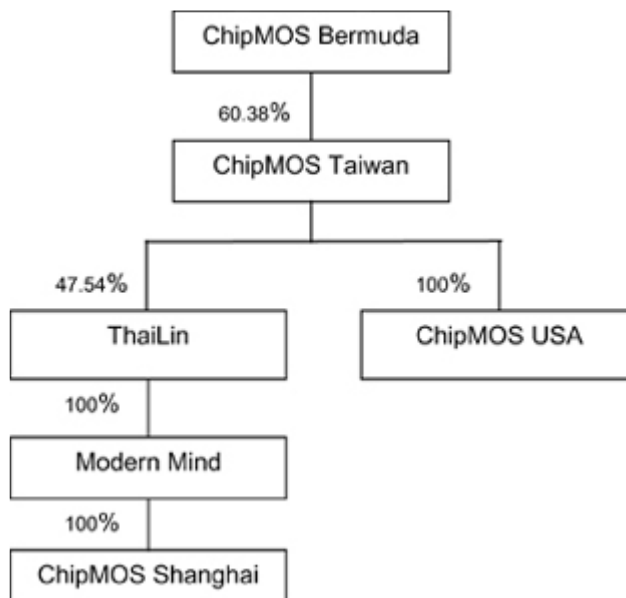 ChipMOS Bermuda
60.38%
ChipMOS Taiwan
47.54%
100%
ThaiLin
ChipMOS USA
100%
Modern Mind
100%
ChipMOS Shanghai